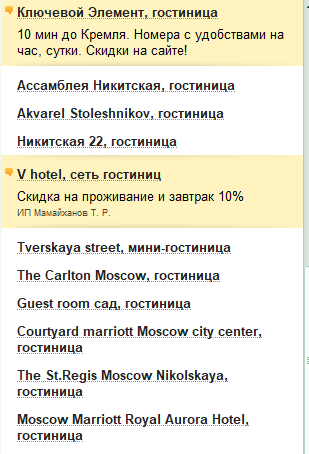 Ключевой Элемент, гостиница
10 мин до Кремля. Номера с удобствами на
час, сутки. Скидки на сайте!
Ассамблея Никитская, гостиница
Akvarel Stoleshnikov, гостиница
Никитская 22, гостиница
V hotel, сеть гостиниц
Скидка на проживание и завтрак 10%
ИП Мамайханов Т. Р.
Tverskaya street, мини-гостиница
The Carlton Moscow, гостиница
Guest room сад, гостиница
Courtyard marriott Moscow city center,
гостиница
The St.Regis Moscow Nikolskaya,
гостиница
Moscow Marriott Royal Aurora Hotel,
гостиница